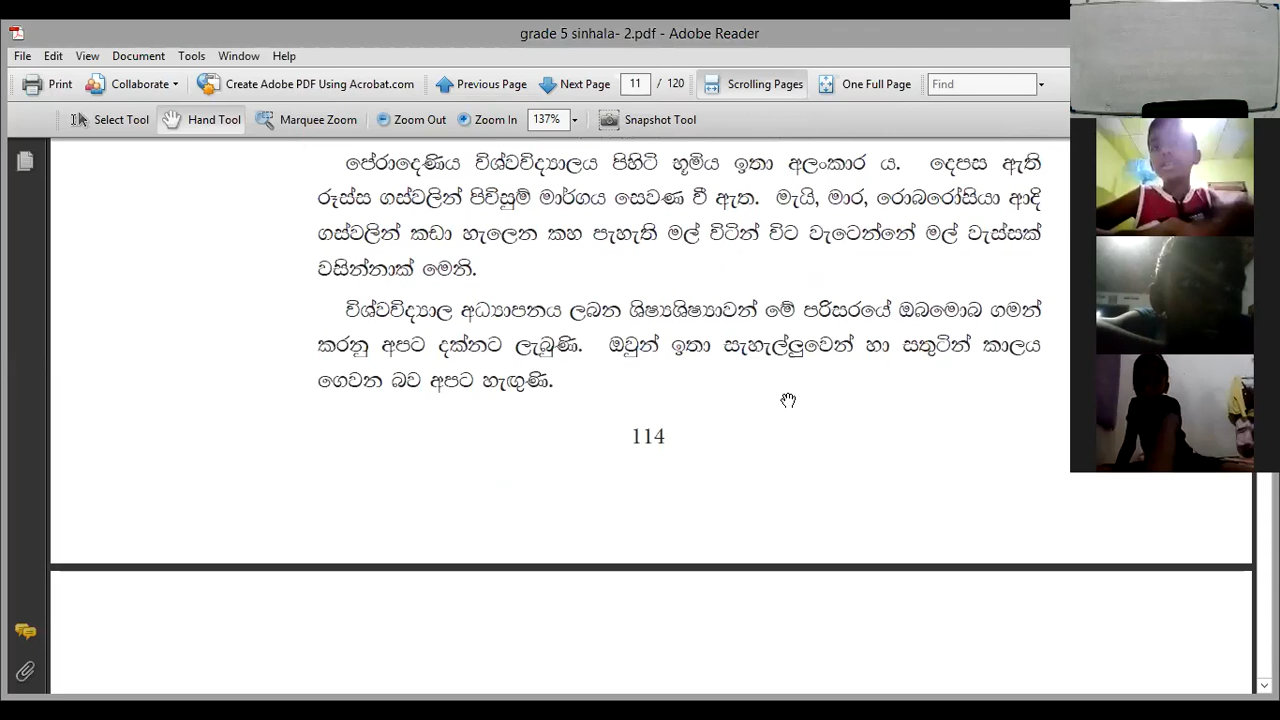 grade 5 sinhala- 2.pdf - Adobe Reader
File Edit View Document Tools Window Help
Print Collaborate Create Adobe PDF Using Acrobat.com Previous Page Next Page 11 / 120 Scrolling Pages One Full Page Find
Select Tool Hand Tool Marquee Zoom Zoom Out Zoom In 137% Snapshot Tool
පේරාදෙණිය විශ්වවිද්‍යාලය පිහිටි භූමිය ඉතා අලංකාර ය. දෙපස ඇති
රූස්ස ගස්වලින් පිවිසුම් මාර්ගය සෙවණ වී ඇත. මැයි, මාර, රොබරෝසියා ආදි
ගස්වලින් කඩා හැලෙන කහ පැහැති මල් විටින් විට වැටෙන්නේ මල් වැස්සක්
වසින්නාක් මෙනි.
විශ්වවිද්‍යාල අධ්‍යාපනය ලබන ශිෂ්‍යශිෂ්‍යාවන් මේ පරිසරයේ ඔබමොබ ගමන්
කරනු අපට දක්නට ලැබුණි. ඔවුන් ඉතා සැහැල්ලුවෙන් හා සතුටින් කාලය
ගෙවන බව අපට හැඟුණි.
114